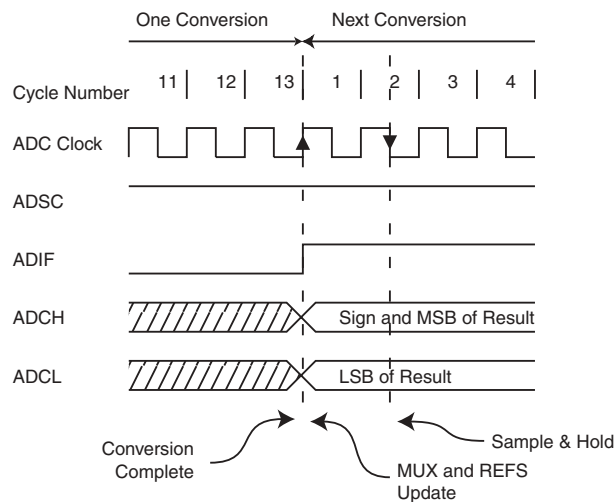 One Conversion Next Conversion
Cycle Number 11 12 13 1 2 3 4
ADC Clock
ADSC
ADIF
ADCH Sign and MSB of Result
ADCL LSB of Result
Conversion
Complete
MUX and REFS
Update
Sample & Hold